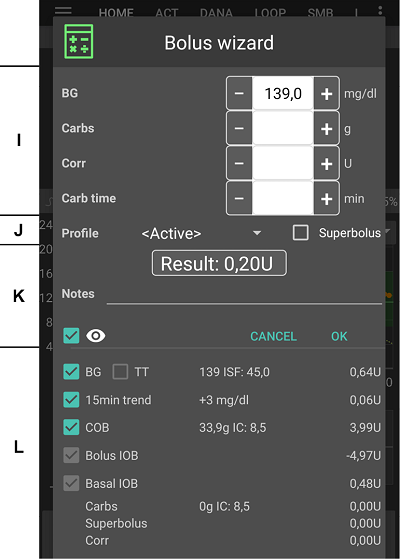 HOME ACT DANA LOOP SMB
Bolus wizard
BG − 139,0 + mg/dl
I
Carbs − + g
Corr − + U
Carb time − + min
5%
J
24
Profile <Active> Superbolus
20
Result: 0,20U
16
K
12
Notes
8
CANCEL OK
4
BG TT 139 ISF: 45,0 0,64U
15min trend +3 mg/dl 0,06U
COB 33,9g IC: 8,5 3,99U
L
Bolus IOB -4,97U
Basal IOB 0,48U
Carbs 0g IC: 8,5 0,00U
Superbolus 0,00U
Corr 0,00U